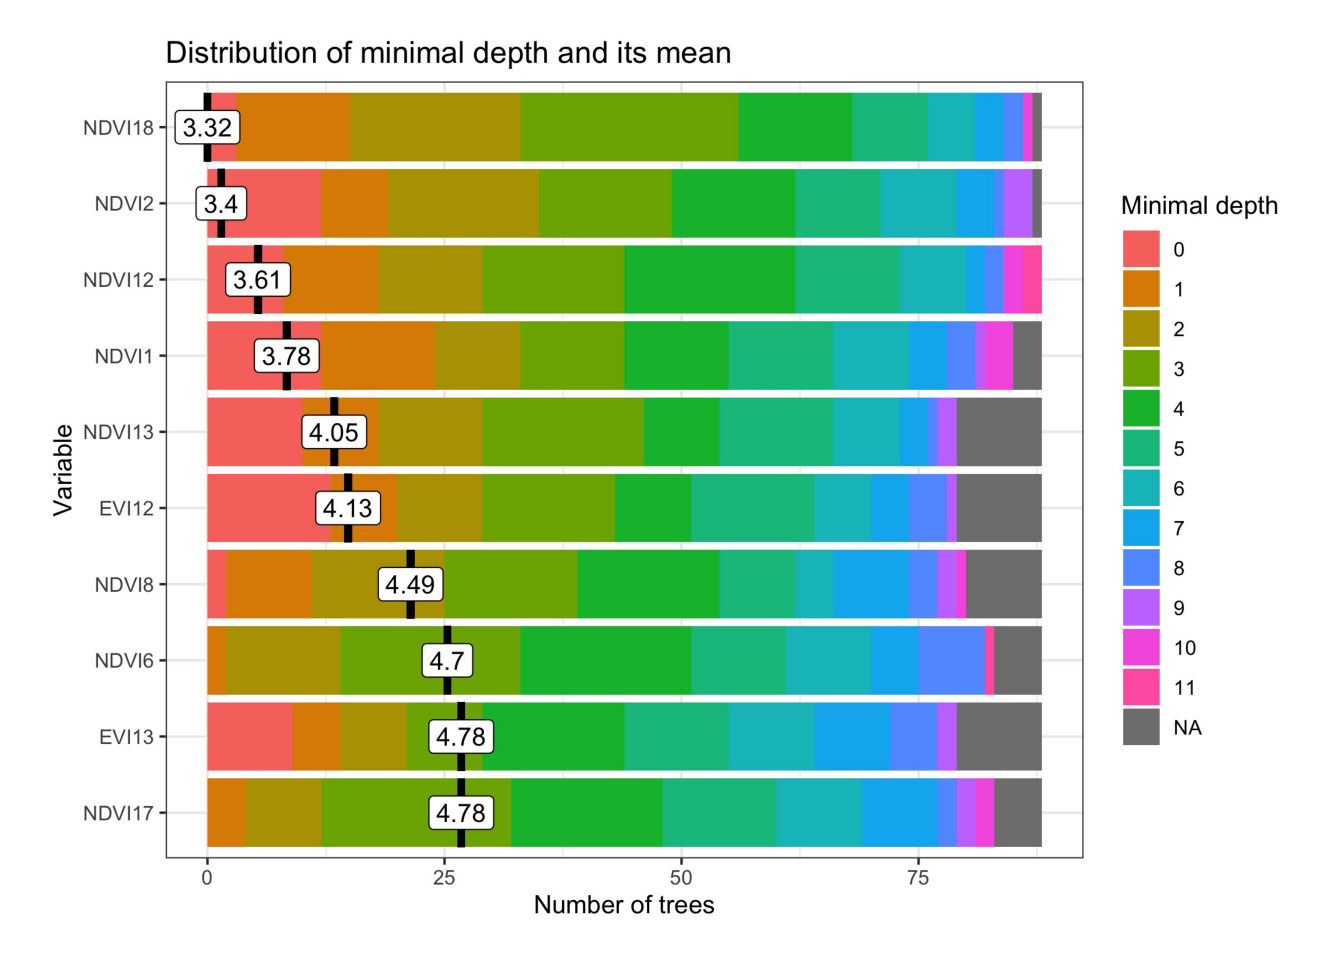 Distribution of minimal depth and its mean
Variable
NDVI18
3.32
NDVI2
3.4
NDVI12
3.61
NDVI1
3.78
NDVI13
4.05
EVI12
4.13
NDVI8
4.49
NDVI6
4.7
EVI13
4.78
NDVI17
4.78
0 25 50 75
Number of trees
Minimal depth
0
1
2
3
4
5
6
7
8
9
10
11
NA